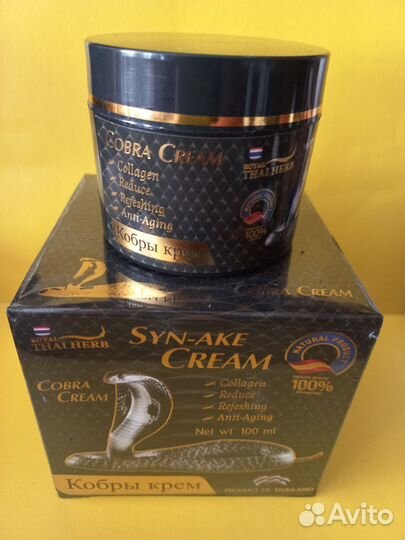 COBRA CREAM
Collagen
Reduce
Refeshing
Anti-Aging
Кобры крем
ROYAL
THAI HERB
100%
COBRA CREAM
ROYAL
THAI HERB
SYN-AKE
CREAM
COBRA
CREAM
Collagen
Reduce
Refeshing
Anti-Aging
Net wt. 100 ml
NATURAL PRODUCT
100%
Кобры крем
PRODUCT OF THAILAND
Avito